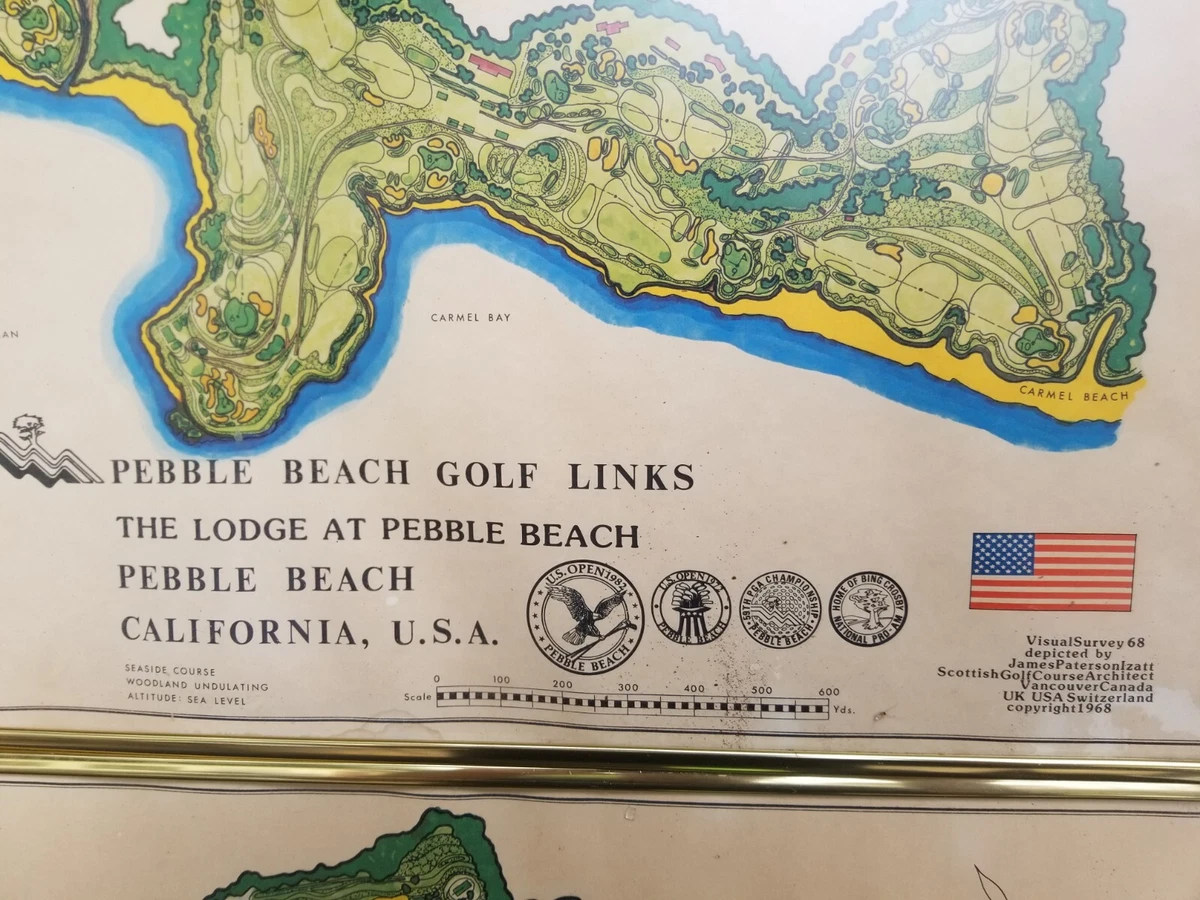 8
CARMEL BAY
AN
10
CARMEL BEACH
PEBBLE BEACH GOLF LINKS
THE LODGE AT PEBBLE BEACH
PEBBLE BEACH
CALIFORNIA, U.S.A.
U.S. OPEN 1982
PEBBLE BEACH
U.S. OPEN 1972
PEBBLE BEACH
59TH PGA CHAMPIONSHIP
PEBBLE BEACH
HOME OF BING CROSBY
NATIONAL PRO-AM
SEASIDE COURSE
WOODLAND UNDULATING
ALTITUDE: SEA LEVEL
0 100 200 300 400 500 600
Scale Yds.
VisualSurvey 68
depicted by
JamesPatersonIzatt
ScottishGolfCourseArchitect
VancouverCanada
UK USA Switzerland
copyright1968